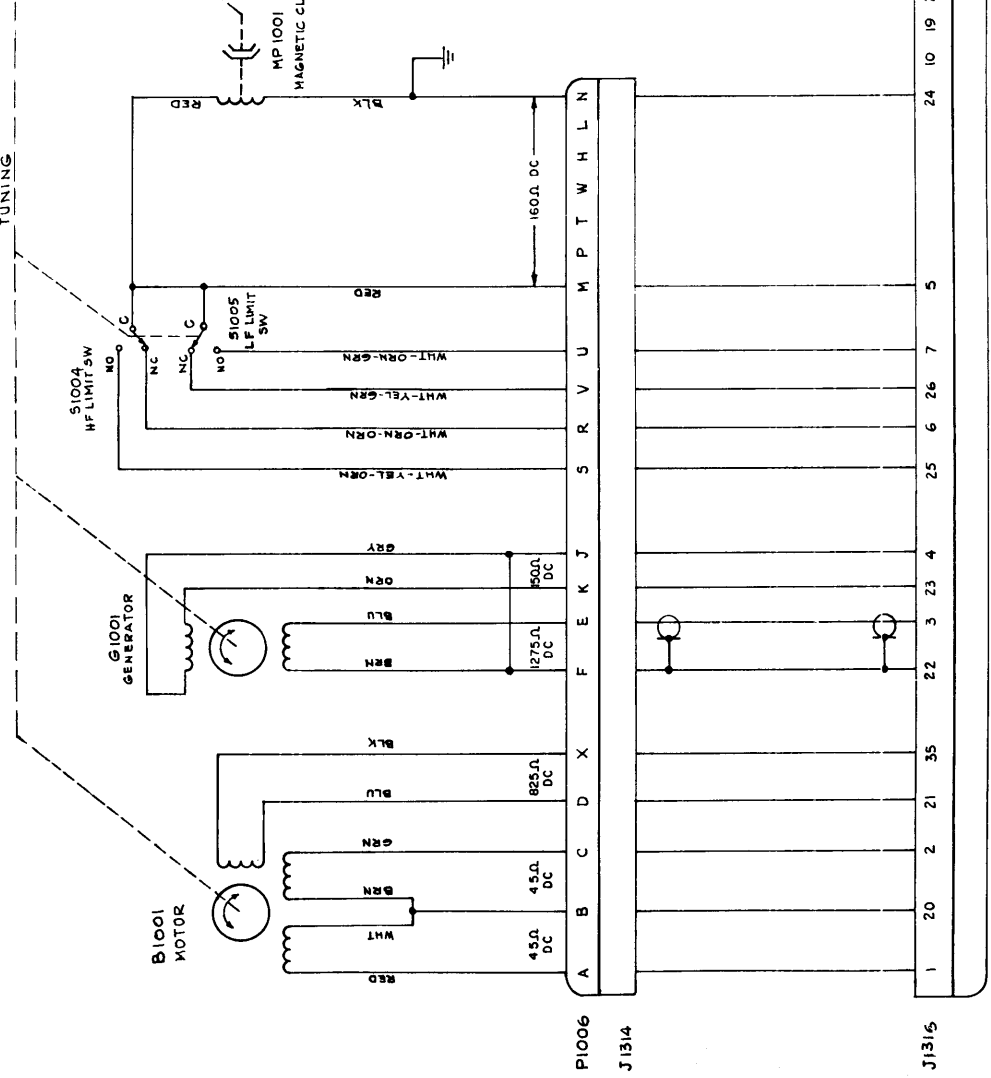 TUNING
MP1001
MAGNETIC CL
RED
BLK
160Ω DC
RED
S1004
HF LIMIT SW
NO
C
NC
C
NC
NO
S1005
LF LIMIT
SW
WHT-ORN-GRN
WHT-YEL-GRN
WHT-ORN-ORN
WHT-YEL-ORN
G1001
GENERATOR
GRY
ORN
BLU
BRN
150Ω
DC
1275Ω
DC
B1001
MOTOR
BLK
BLU
GRN
BRN
WHT
RED
825Ω
DC
45Ω
DC
45Ω
DC
P1006
A B C D X F E K J S R V U M P T W H L N
J1314
J1316
1 20 2 21 35 22 3 23 4 25 6 26 7 5 24 10 19